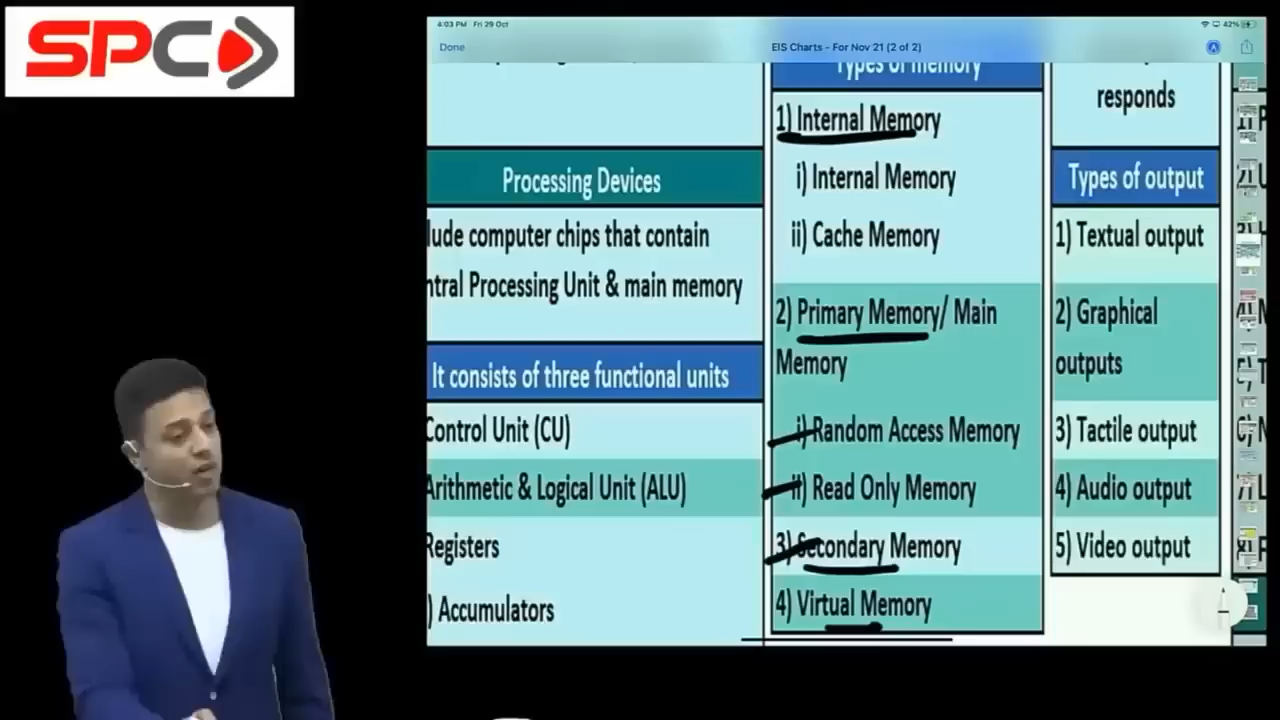 SPC
4:03 PM Fri 29 Oct
42%
Done
EIS Charts - For Nov 21 (2 of 2)
Types of memory
1) Internal Memory
i) Internal Memory
ii) Cache Memory
2) Primary Memory/ Main
Memory
i) Random Access Memory
ii) Read Only Memory
3) Secondary Memory
4) Virtual Memory
Processing Devices
lude computer chips that contain
ntral Processing Unit & main memory
It consists of three functional units
Control Unit (CU)
Arithmetic & Logical Unit (ALU)
Registers
) Accumulators
responds
Types of output
1) Textual output
2) Graphical
outputs
3) Tactile output
4) Audio output
5) Video output